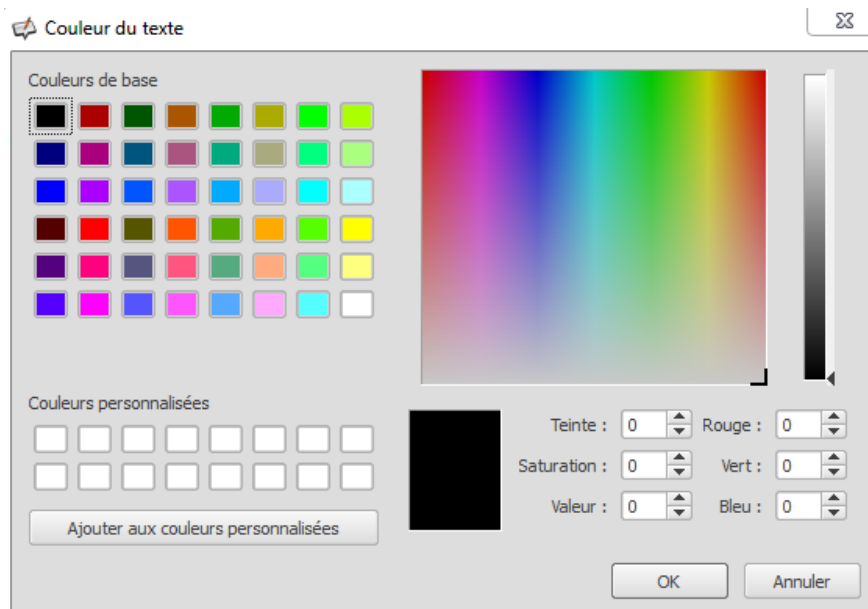 Couleur du texte
Couleurs de base
Couleurs personnalisées
Teinte : 0 Rouge : 0
Saturation : 0 Vert : 0
Valeur : 0 Bleu : 0
Ajouter aux couleurs personnalisées
OK Annuler